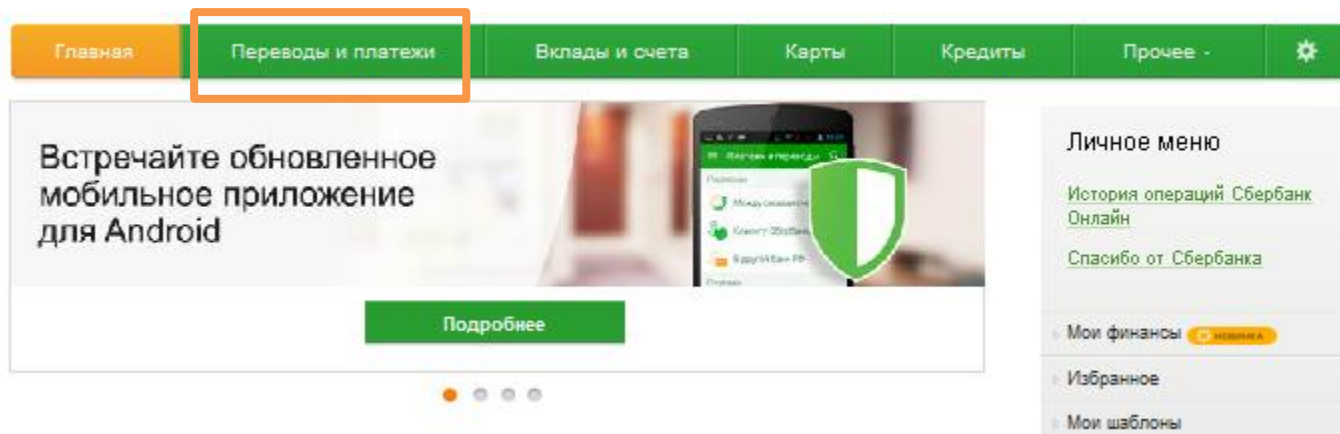 Главная Переводы и платежи Вклады и счета Карты Кредиты Прочее -
Встречайте обновленное
мобильное приложение
для Android
Подробнее
Личное меню
История операций Сбербанк
Онлайн
Спасибо от Сбербанка
Мои финансы НОВИНКА
Избранное
Мои шаблоны